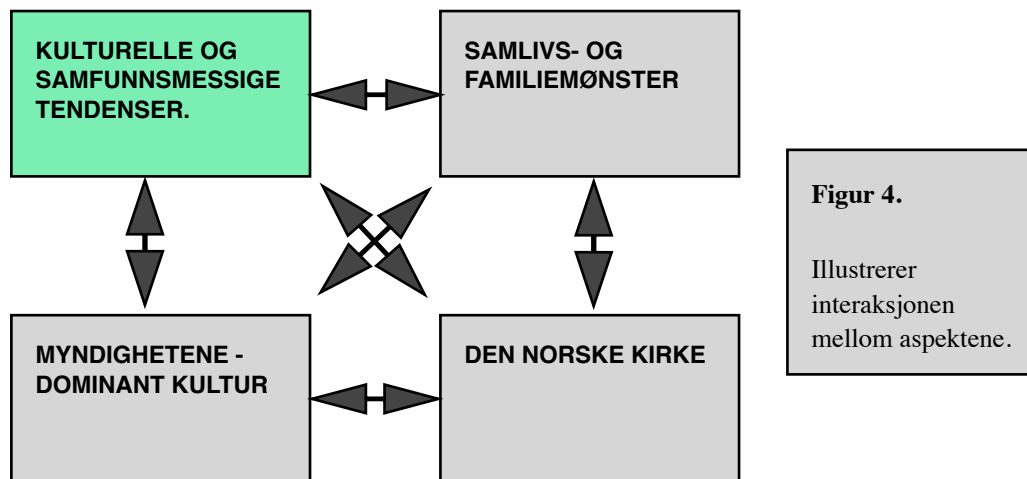 KULTURELLE OG
SAMFUNNSMESSIGE
TENDENSER.
SAMLIVS- OG
FAMILIEMØNSTER
MYNDIGHETENE -
DOMINANT KULTUR
DEN NORSKE KIRKE
Figur 4.
Illustrerer
interaksjonen
mellom aspektene.